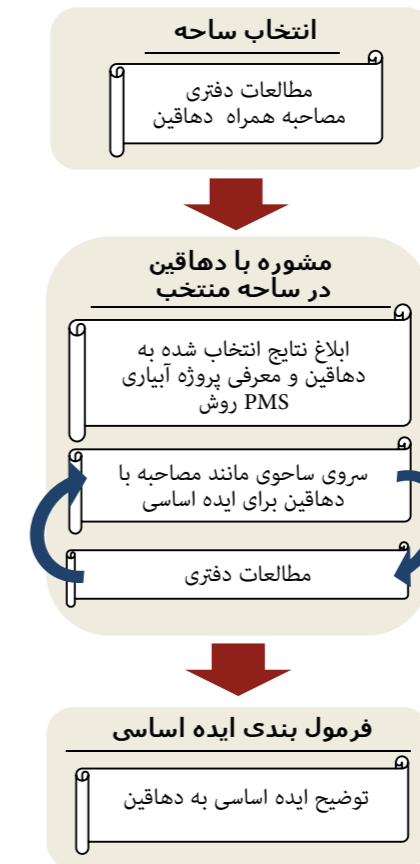 انتخاب ساحه
مطالعات دفتری
مصاحبه همراه دهاقین
مشوره با دهاقین
در ساحه منتخب
ابلاغ نتایج انتخاب شده به
دهاقین و معرفی پروژه آبیاری
روش PMS
سروی ساحوی مانند مصاحبه با
دهاقین برای ایده اساسی
مطالعات دفتری
فرمول بندی ایده اساسی
توضیح ایده اساسی به دهاقین